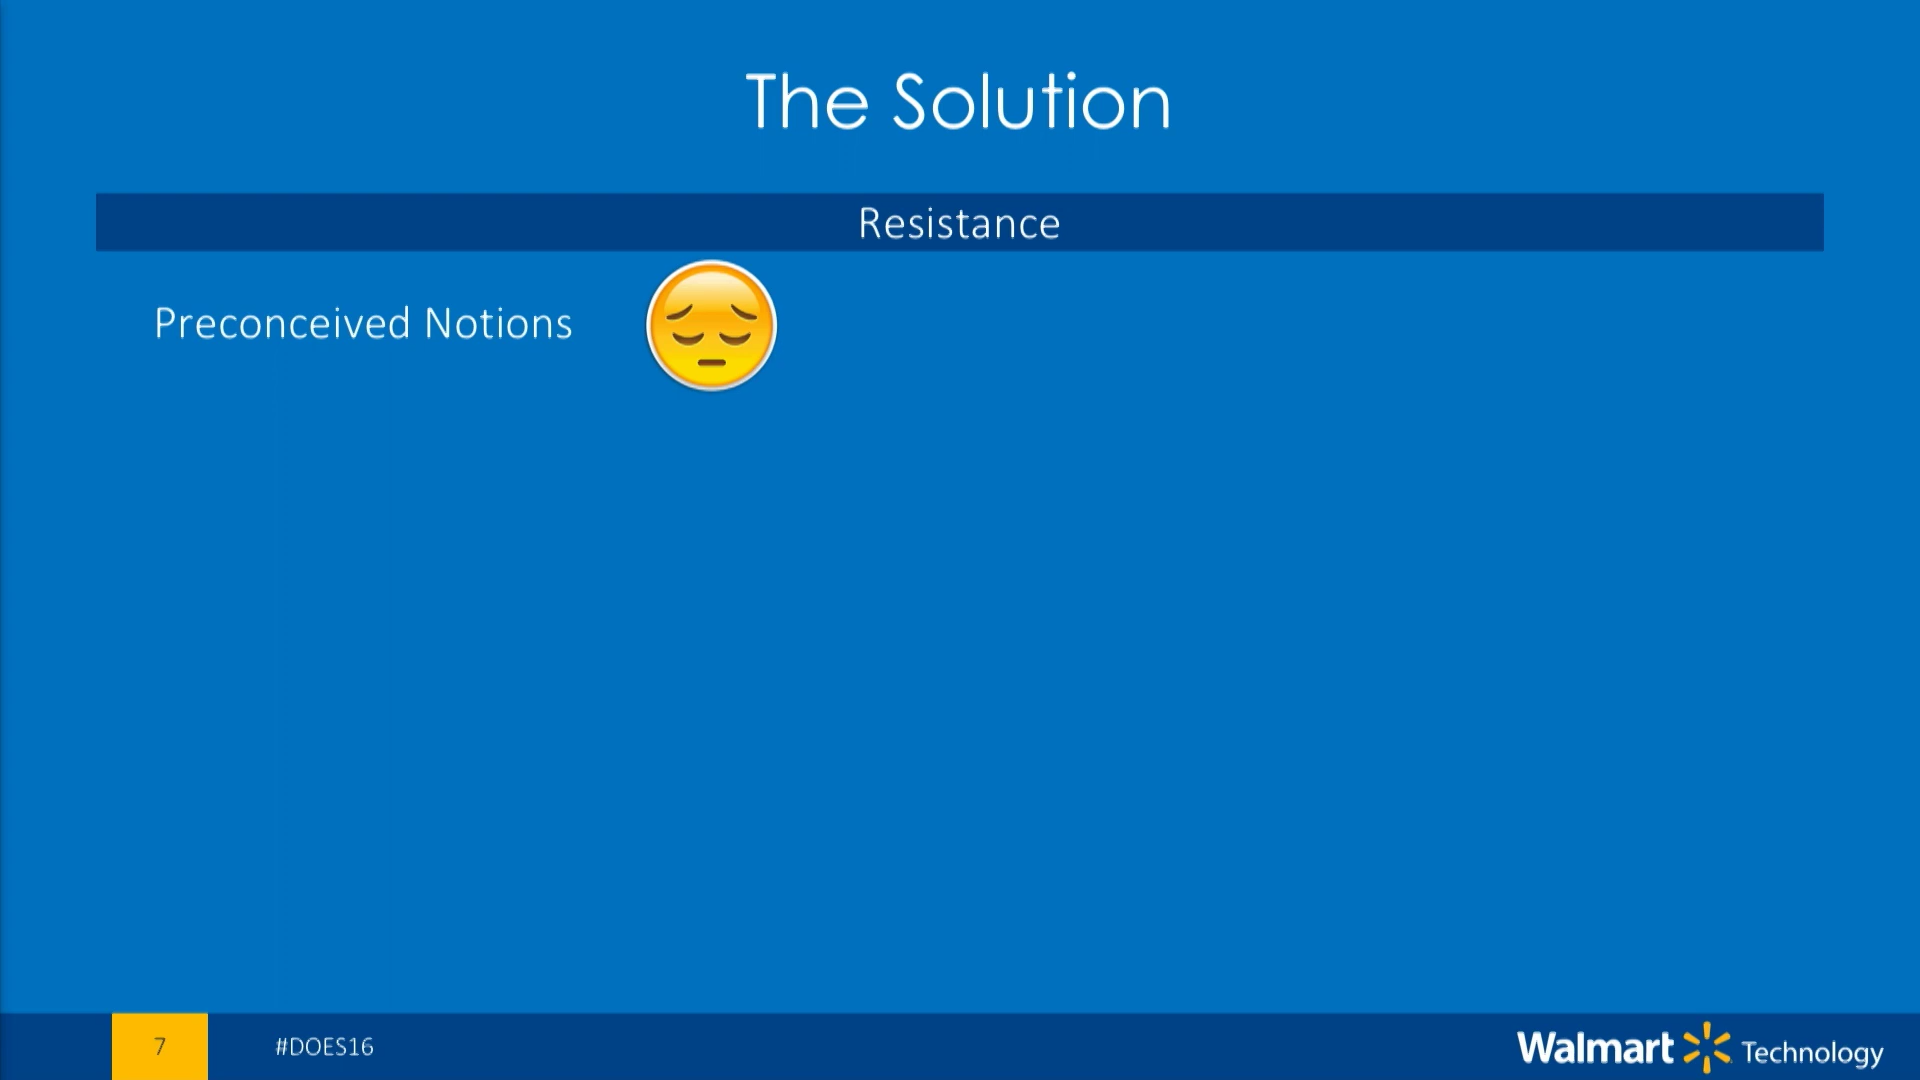 The Solution
Resistance
Preconceived Notions
7
#DOES16
Walmart Technology